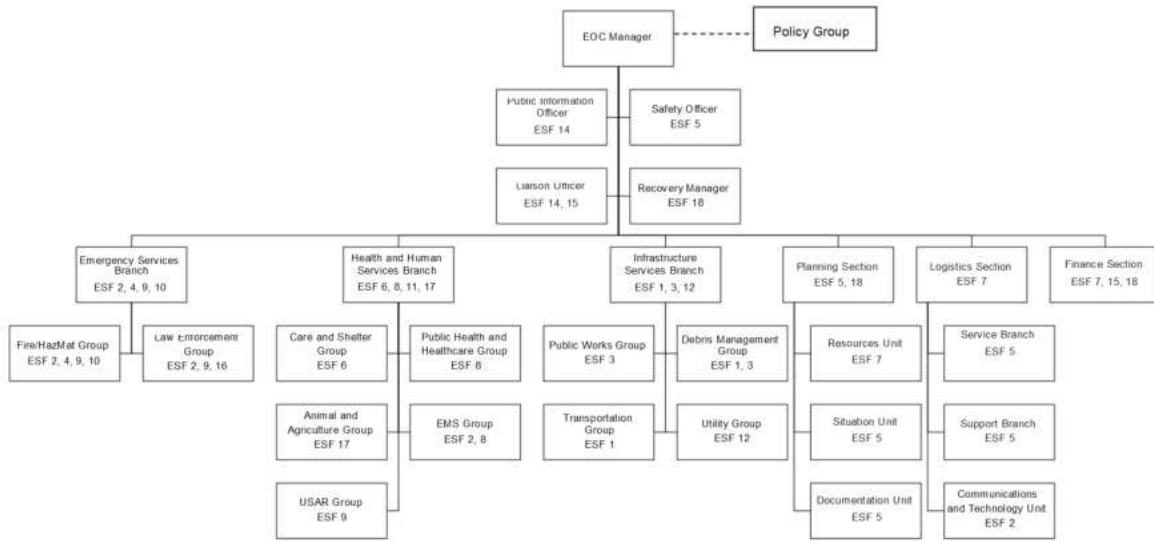 EOC Manager
Policy Group
Public Information
Officer
ESF 14
Safety Officer
ESF 5
Liaison Officer
ESF 14, 15
Recovery Manager
ESF 18
Emergency Services
Branch
ESF 2, 4, 9, 10
Health and Human
Services Branch
ESF 6, 8, 11, 17
Infrastructure
Services Branch
ESF 1, 3, 12
Planning Section
ESF 5, 18
Logistics Section
ESF 7
Finance Section
ESF 7, 15, 18
Fire/HazMat Group
ESF 2, 4, 9, 10
Law Enforcement
Group
ESF 2, 9, 16
Care and Shelter
Group
ESF 6
Public Health and
Healthcare Group
ESF 8
Public Works Group
ESF 3
Debris Management
Group
ESF 1, 3
Resources Unit
ESF 7
Service Branch
ESF 5
Animal and
Agriculture Group
ESF 17
EMS Group
ESF 2, 8
Transportation
Group
ESF 1
Utility Group
ESF 12
Situation Unit
ESF 5
Support Branch
ESF 5
USAR Group
ESF 9
Documentation Unit
ESF 5
Communications
and Technology Unit
ESF 2